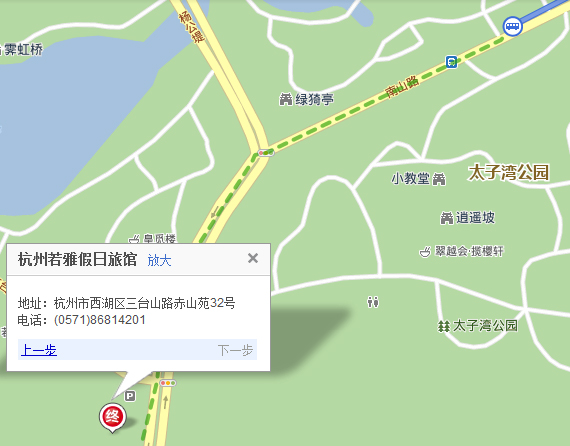 杨公堤
霁虹桥
南山路
绿猗亭
小教堂
太子湾公园
逍遥坡
翠越会·揽樱轩
皇觅楼
杭州若雅假日旅馆 放大
地址：杭州市西湖区三台山路赤山苑32号
电话：(0571)86814201
上一步 下一步
太子湾公园
P
终